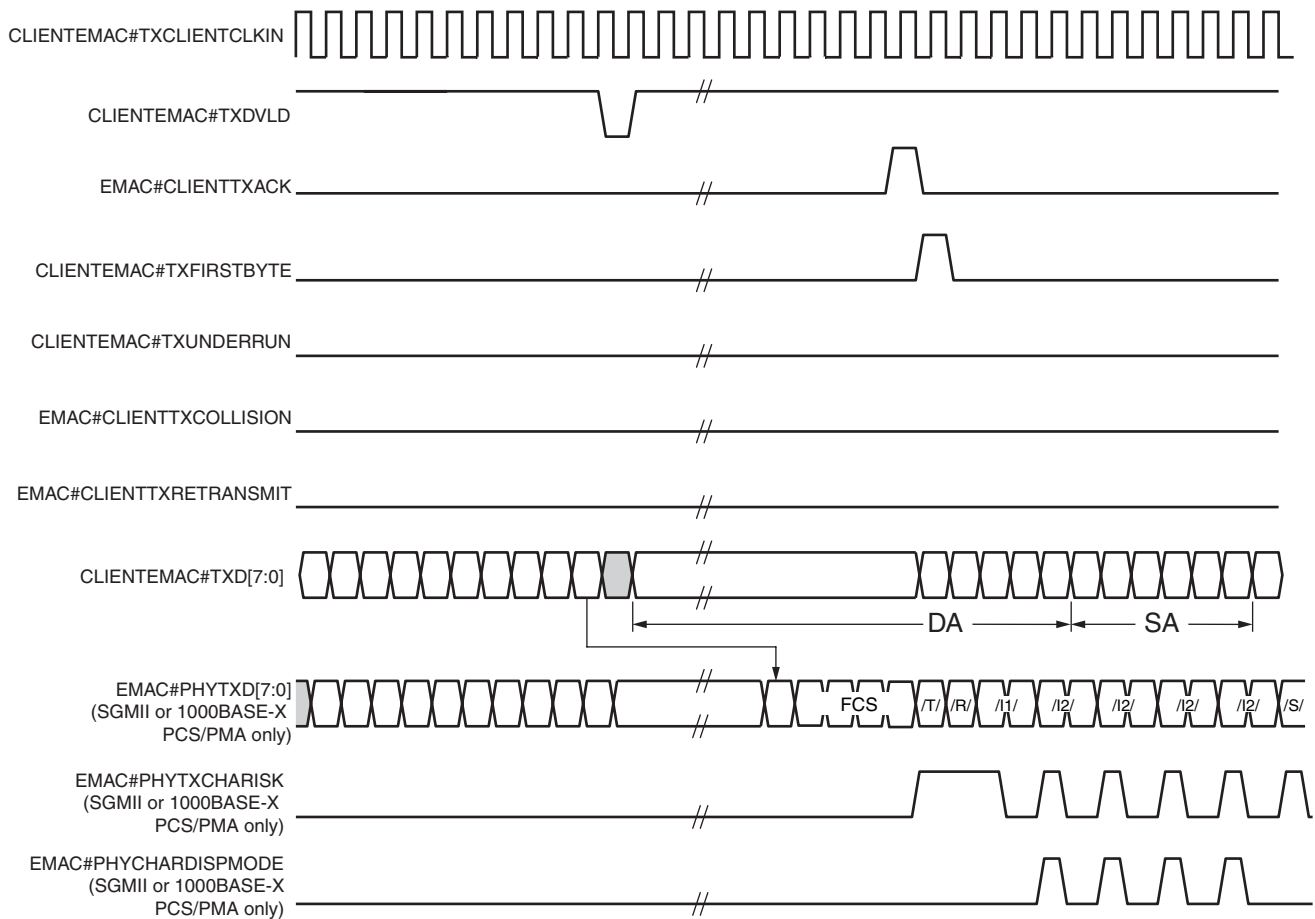 CLIENTEMAC#TXCLIENTCLKIN
CLIENTEMAC#TXDVLD
EMAC#CLIENTTXACK
CLIENTEMAC#TXFIRSTBYTE
CLIENTEMAC#TXUNDERRUN
EMAC#CLIENTTXCOLLISION
EMAC#CLIENTTXRETRANSMIT
CLIENTEMAC#TXD[7:0]
DA SA
EMAC#PHYTXD[7:0]
(SGMII or 1000BASE-X
PCS/PMA only)
FCS /T/ /R/ /I1/ /I2/ /I2/ /I2/ /I2/ /S/
EMAC#PHYTXCHARISK
(SGMII or 1000BASE-X
PCS/PMA only)
EMAC#PHYCHARDISPMODE
(SGMII or 1000BASE-X
PCS/PMA only)